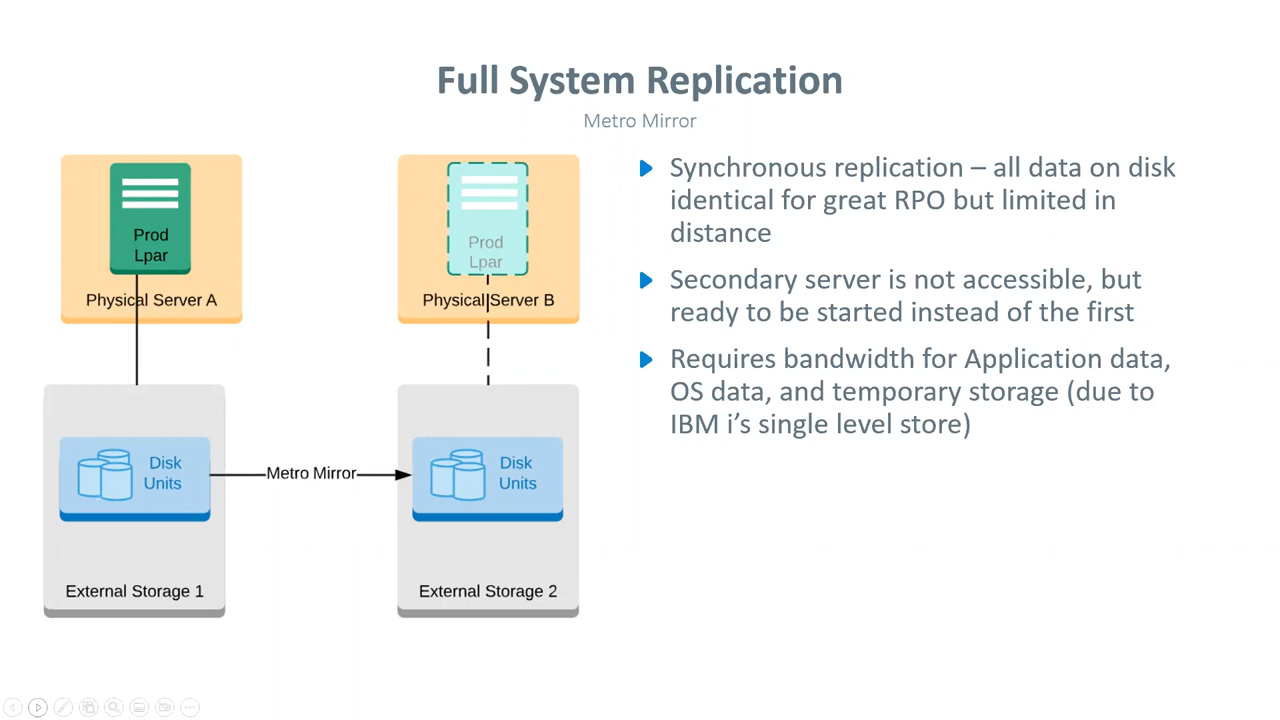 Full System Replication
Metro Mirror
Prod
Lpar
Physical Server A
Prod
Lpar
Physical Server B
Disk
Units
Metro Mirror
Disk
Units
External Storage 1
External Storage 2
Synchronous replication – all data on disk
identical for great RPO but limited in
distance
Secondary server is not accessible, but
ready to be started instead of the first
Requires bandwidth for Application data,
OS data, and temporary storage (due to
IBM i’s single level store)